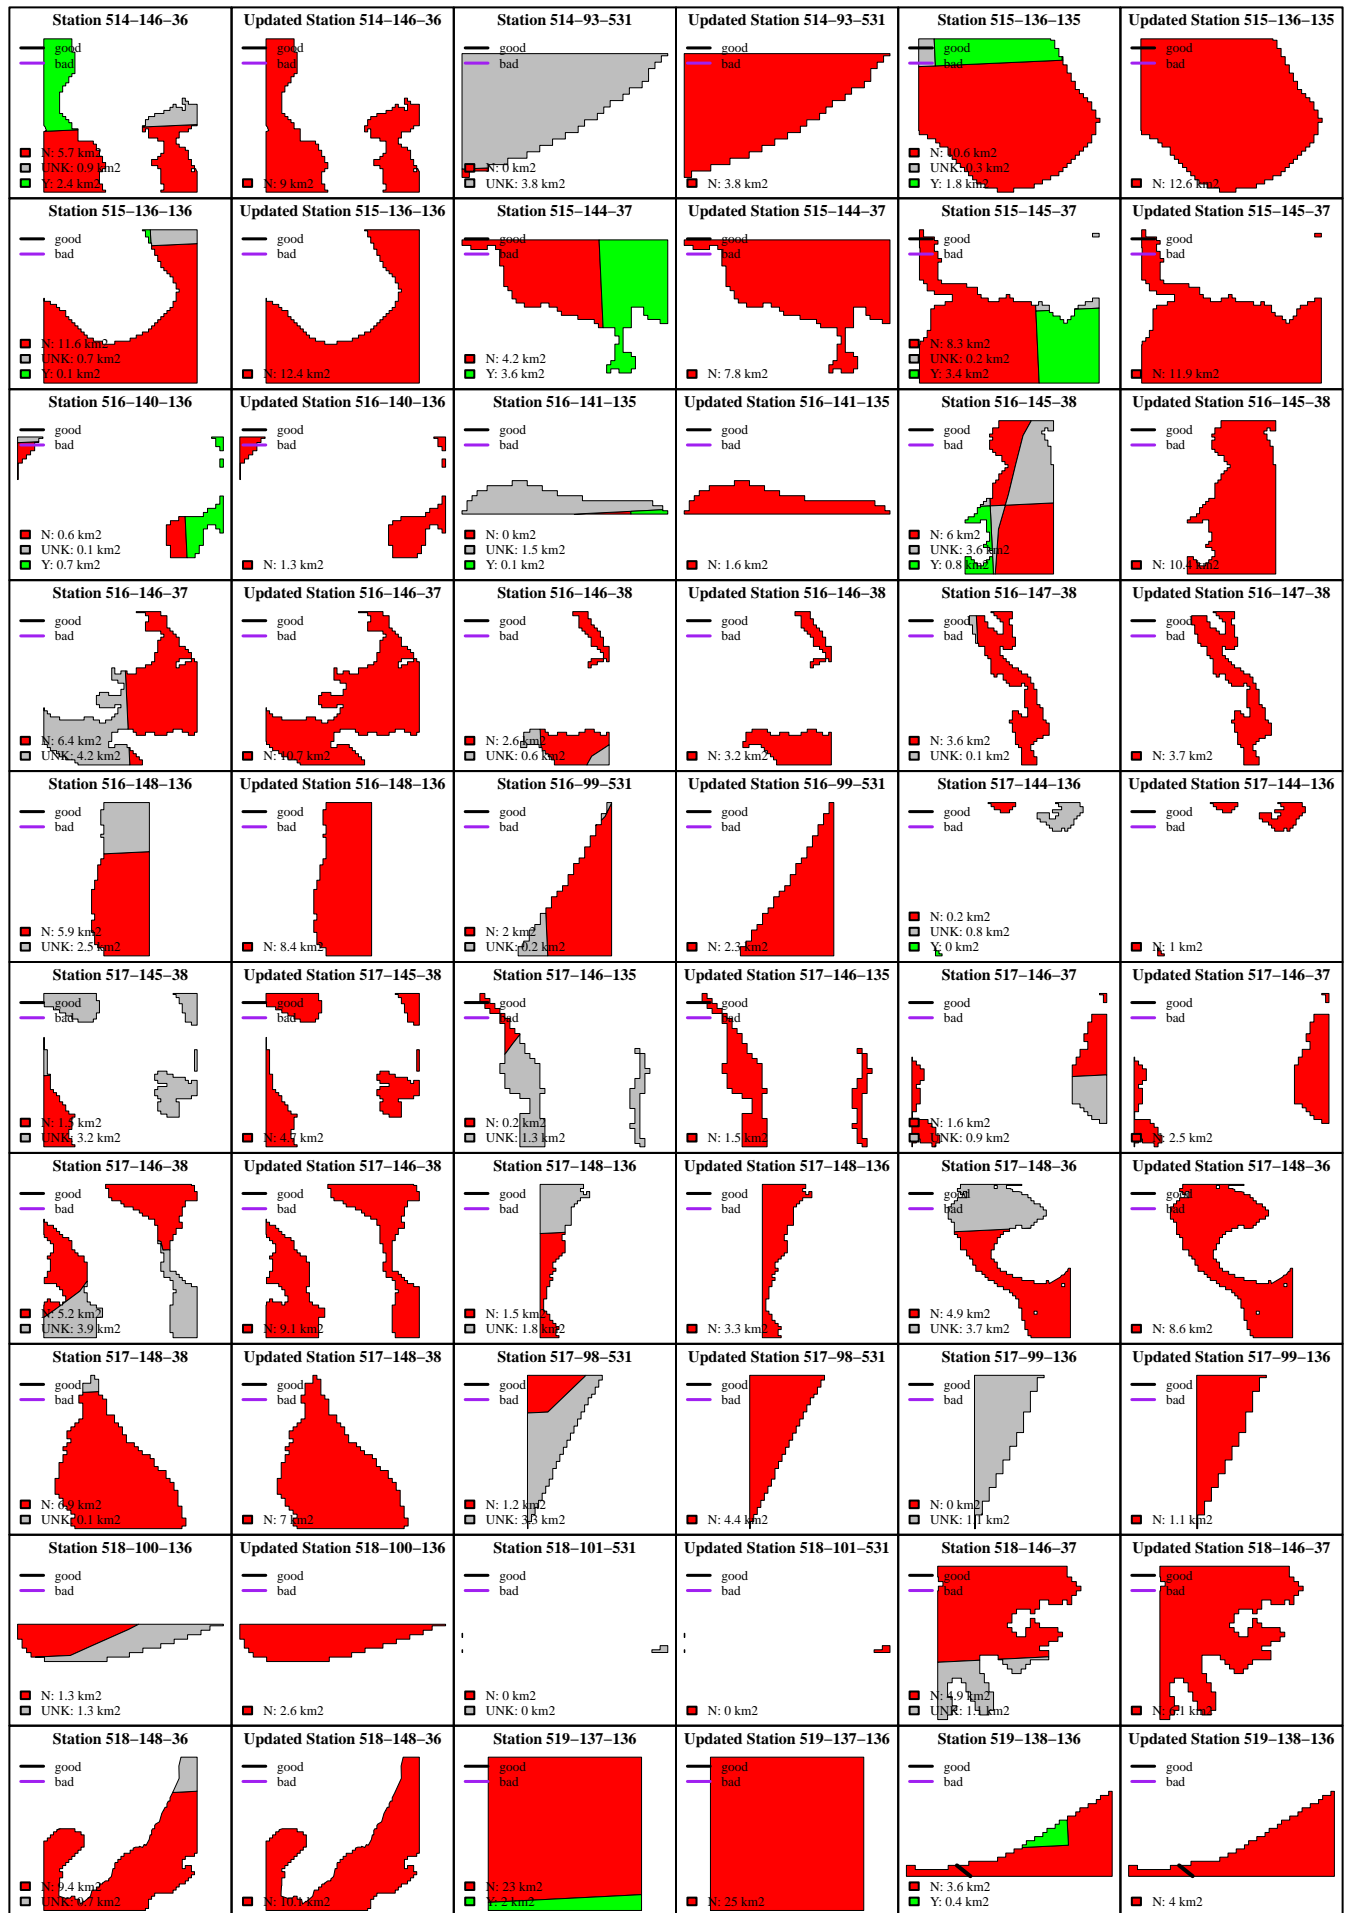 Station 514−146−36
good
bad
N: 5.7 km2
UNK: 0.9 km2
Y: 2.4 km2
Updated Station 514−146−36
good
bad
N: 9 km2
Station 514−93−531
good
bad
N: 0 km2
UNK: 3.8 km2
Updated Station 514−93−531
good
bad
N: 3.8 km2
Station 515−136−135
good
bad
N: 10.6 km2
UNK: 0.3 km2
Y: 1.8 km2
Updated Station 515−136−135
good
bad
N: 12.6 km2
Station 515−136−136
good
bad
N: 11.6 km2
UNK: 0.7 km2
Y: 0.1 km2
Updated Station 515−136−136
good
bad
N: 12.4 km2
Station 515−144−37
good
bad
N: 4.2 km2
Y: 3.6 km2
Updated Station 515−144−37
good
bad
N: 7.8 km2
Station 515−145−37
good
bad
N: 8.3 km2
UNK: 0.2 km2
Y: 3.4 km2
Updated Station 515−145−37
good
bad
N: 11.9 km2
Station 516−140−136
good
bad
N: 0.6 km2
UNK: 0.1 km2
Y: 0.7 km2
Updated Station 516−140−136
good
bad
N: 1.3 km2
Station 516−141−135
good
bad
N: 0 km2
UNK: 1.5 km2
Y: 0.1 km2
Updated Station 516−141−135
good
bad
N: 1.6 km2
Station 516−145−38
good
bad
N: 6 km2
UNK: 3.6 km2
Y: 0.8 km2
Updated Station 516−145−38
good
bad
N: 10.4 km2
Station 516−146−37
good
bad
N: 6.4 km2
UNK: 4.2 km2
Updated Station 516−146−37
good
bad
N: 10.7 km2
Station 516−146−38
good
bad
N: 2.6 km2
UNK: 0.6 km2
Updated Station 516−146−38
good
bad
N: 3.2 km2
Station 516−147−38
good
bad
N: 3.6 km2
UNK: 0.1 km2
Updated Station 516−147−38
good
bad
N: 3.7 km2
Station 516−148−136
good
bad
N: 5.9 km2
UNK: 2.5 km2
Updated Station 516−148−136
good
bad
N: 8.4 km2
Station 516−99−531
good
bad
N: 2 km2
UNK: 0.2 km2
Updated Station 516−99−531
good
bad
N: 2.3 km2
Station 517−144−136
good
bad
N: 0.2 km2
UNK: 0.8 km2
Y: 0 km2
Updated Station 517−144−136
good
bad
N: 1 km2
Station 517−145−38
good
bad
N: 1.5 km2
UNK: 3.2 km2
Updated Station 517−145−38
good
bad
N: 4.7 km2
Station 517−146−135
good
bad
N: 0.2 km2
UNK: 1.3 km2
Updated Station 517−146−135
good
bad
N: 1.5 km2
Station 517−146−37
good
bad
N: 1.6 km2
UNK: 0.9 km2
Updated Station 517−146−37
good
bad
N: 2.5 km2
Station 517−146−38
good
bad
N: 5.2 km2
UNK: 3.9 km2
Updated Station 517−146−38
good
bad
N: 9.1 km2
Station 517−148−136
good
bad
N: 1.5 km2
UNK: 1.8 km2
Updated Station 517−148−136
good
bad
N: 3.3 km2
Station 517−148−36
good
bad
N: 4.9 km2
UNK: 3.7 km2
Updated Station 517−148−36
good
bad
N: 8.6 km2
Station 517−148−38
good
bad
N: 6.9 km2
UNK: 0.1 km2
Updated Station 517−148−38
good
bad
N: 7 km2
Station 517−98−531
good
bad
N: 1.2 km2
UNK: 3.3 km2
Updated Station 517−98−531
good
bad
N: 4.4 km2
Station 517−99−136
good
bad
N: 0 km2
UNK: 1.1 km2
Updated Station 517−99−136
good
bad
N: 1.1 km2
Station 518−100−136
good
bad
N: 1.3 km2
UNK: 1.3 km2
Updated Station 518−100−136
good
bad
N: 2.6 km2
Station 518−101−531
good
bad
N: 0 km2
UNK: 0 km2
Updated Station 518−101−531
good
bad
N: 0 km2
Station 518−146−37
good
bad
N: 4.9 km2
UNK: 1.1 km2
Updated Station 518−146−37
good
bad
N: 6.1 km2
Station 518−148−36
good
bad
N: 9.4 km2
UNK: 0.7 km2
Updated Station 518−148−36
good
bad
N: 10.1 km2
Station 519−137−136
good
bad
N: 23 km2
Y: 2 km2
Updated Station 519−137−136
good
bad
N: 25 km2
Station 519−138−136
good
bad
N: 3.6 km2
Y: 0.4 km2
Updated Station 519−138−136
good
bad
N: 4 km2